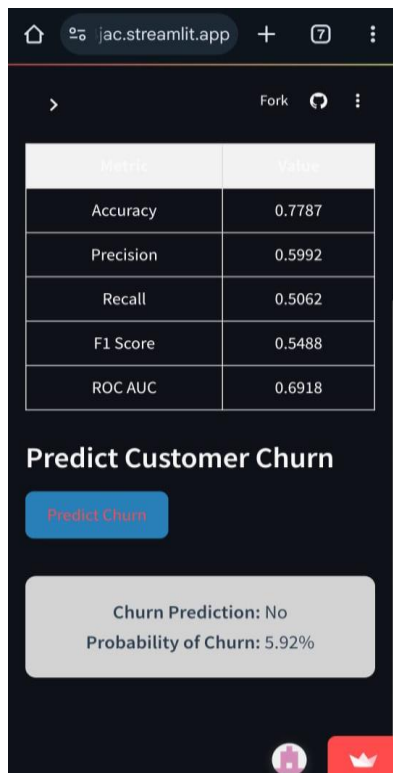 jac.streamlit.app
7
Fork
Metric Value
Accuracy 0.7787
Precision 0.5992
Recall 0.5062
F1 Score 0.5488
ROC AUC 0.6918
Predict Customer Churn
Predict Churn
Churn Prediction: No
Probability of Churn: 5.92%